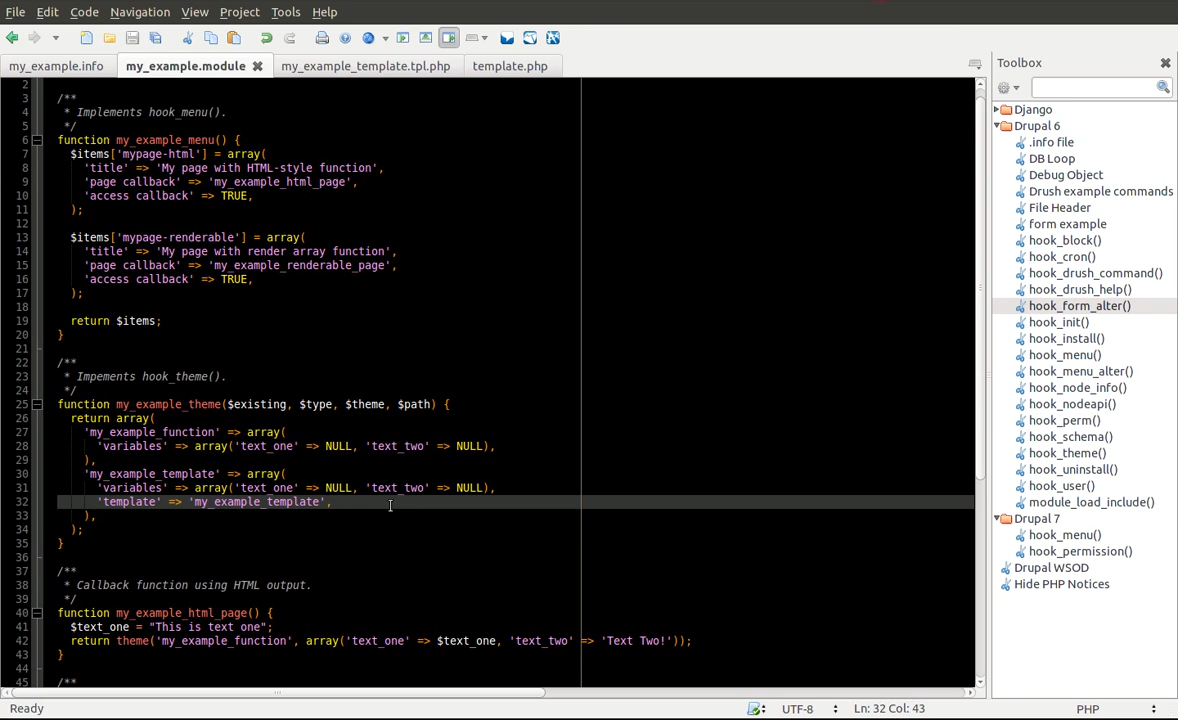 File Edit Code Navigation View Project Tools Help
my_example.info my_example.module my_example_template.tpl.php template.php
2
3 /**
4 * Implements hook_menu().
5 */
6 function my_example_menu() {
7 $items['mypage-html'] = array(
8 'title' => 'My page with HTML-style function',
9 'page callback' => 'my_example_html_page',
10 'access callback' => TRUE,
11 );
12
13 $items['mypage-renderable'] = array(
14 'title' => 'My page with render array function',
15 'page callback' => 'my_example_renderable_page',
16 'access callback' => TRUE,
17 );
18
19 return $items;
20 }
21
22 /**
23 * Impements hook_theme().
24 */
25 function my_example_theme($existing, $type, $theme, $path) {
26 return array(
27 'my_example_function' => array(
28 'variables' => array('text_one' => NULL, 'text_two' => NULL),
29 ),
30 'my_example_template' => array(
31 'variables' => array('text_one' => NULL, 'text_two' => NULL),
32 'template' => 'my_example_template',
33 ),
34 );
35 }
36
37 /**
38 * Callback function using HTML output.
39 */
40 function my_example_html_page() {
41 $text_one = "This is text one";
42 return theme('my_example_function', array('text_one' => $text_one, 'text_two' => 'Text Two!'));
43 }
44
45 /**
Toolbox
Django
Drupal 6
.info file
DB Loop
Debug Object
Drush example commands
File Header
form example
hook_block()
hook_cron()
hook_drush_command()
hook_drush_help()
hook_form_alter()
hook_init()
hook_install()
hook_menu()
hook_menu_alter()
hook_node_info()
hook_nodeapi()
hook_perm()
hook_schema()
hook_theme()
hook_uninstall()
hook_user()
module_load_include()
Drupal 7
hook_menu()
hook_permission()
Drupal WSOD
Hide PHP Notices
Ready UTF-8 Ln: 32 Col: 43 PHP